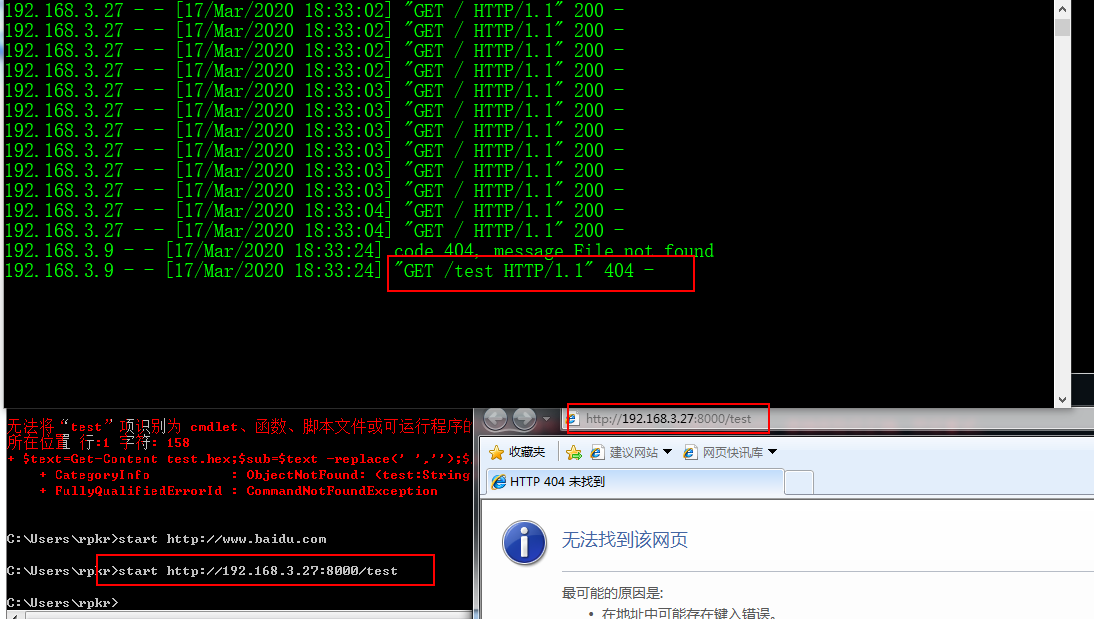 192.168.3.27 - - [17/Mar/2020 18:33:02] "GET / HTTP/1.1" 200 -
192.168.3.27 - - [17/Mar/2020 18:33:02] "GET / HTTP/1.1" 200 -
192.168.3.27 - - [17/Mar/2020 18:33:02] "GET / HTTP/1.1" 200 -
192.168.3.27 - - [17/Mar/2020 18:33:02] "GET / HTTP/1.1" 200 -
192.168.3.27 - - [17/Mar/2020 18:33:03] "GET / HTTP/1.1" 200 -
192.168.3.27 - - [17/Mar/2020 18:33:03] "GET / HTTP/1.1" 200 -
192.168.3.27 - - [17/Mar/2020 18:33:03] "GET / HTTP/1.1" 200 -
192.168.3.27 - - [17/Mar/2020 18:33:03] "GET / HTTP/1.1" 200 -
192.168.3.27 - - [17/Mar/2020 18:33:03] "GET / HTTP/1.1" 200 -
192.168.3.27 - - [17/Mar/2020 18:33:03] "GET / HTTP/1.1" 200 -
192.168.3.27 - - [17/Mar/2020 18:33:04] "GET / HTTP/1.1" 200 -
192.168.3.27 - - [17/Mar/2020 18:33:04] "GET / HTTP/1.1" 200 -
192.168.3.9 - - [17/Mar/2020 18:33:24] code 404, message File not found
192.168.3.9 - - [17/Mar/2020 18:33:24] "GET /test HTTP/1.1" 404 -
无法将“test”项识别为 cmdlet、函数、脚本文件或可运行程序的
所在位置 行:1 字符: 158
+ $text=Get-Content test.hex;$sub=$text -replace(' ','');$
+ CategoryInfo : ObjectNotFound: (test:String
+ FullyQualifiedErrorId : CommandNotFoundException
C:\Users\rpkr>start http://www.baidu.com
C:\Users\rpkr>start http://192.168.3.27:8000/test
C:\Users\rpkr>
http://192.168.3.27:8000/test
收藏夹 建议网站 网页快讯库
HTTP 404 未找到
无法找到该网页
最可能的原因是:
• 在地址中可能存在键入错误。